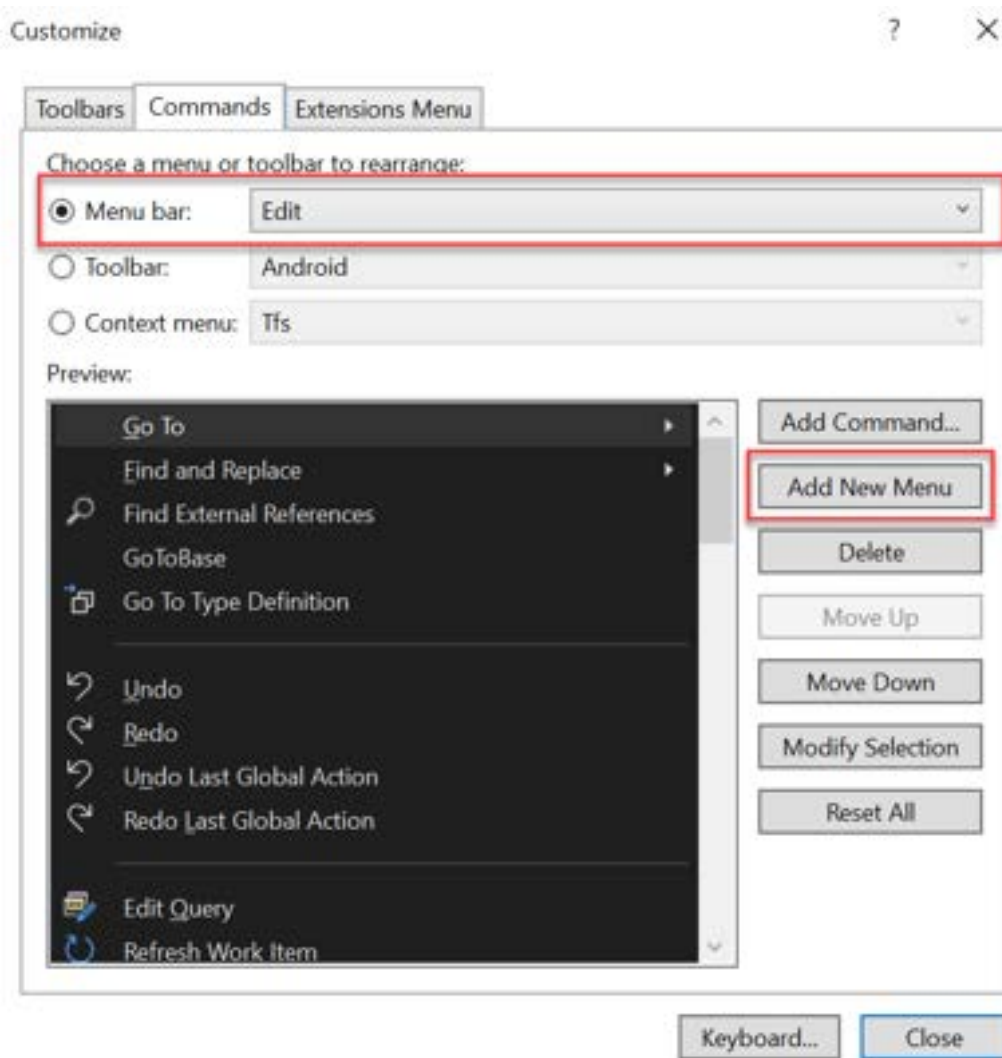 Customize ? ×
Toolbars Commands Extensions Menu
Choose a menu or toolbar to rearrange:
Menu bar: Edit
Toolbar: Android
Context menu: Tfs
Preview:
Go To
Find and Replace
Find External References
GoToBase
Go To Type Definition
Undo
Redo
Undo Last Global Action
Redo Last Global Action
Edit Query
Refresh Work Item
Add Command...
Add New Menu
Delete
Move Up
Move Down
Modify Selection
Reset All
Keyboard... Close